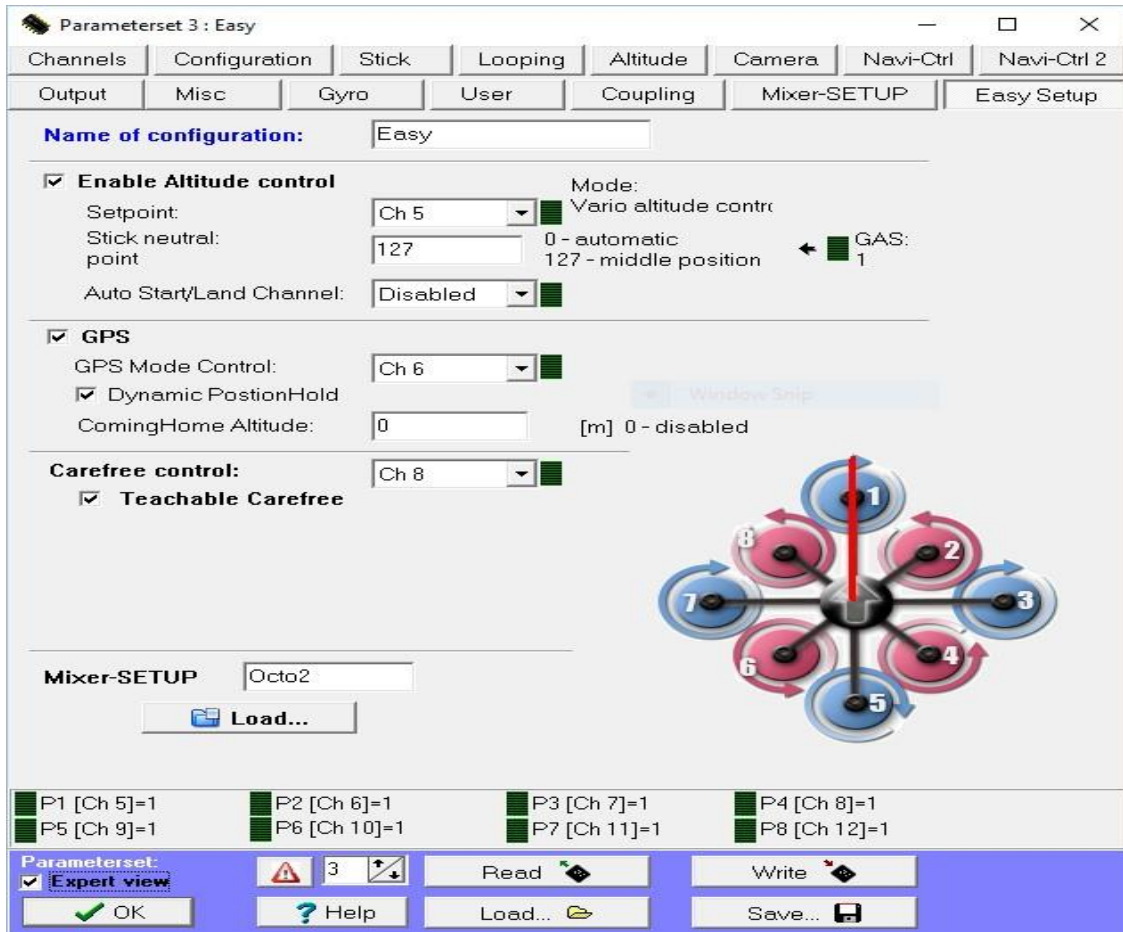 Parameterset 3 : Easy
Channels Configuration Stick Looping Altitude Camera Navi-Ctrl Navi-Ctrl 2
Output Misc Gyro User Coupling Mixer-SETUP Easy Setup
Name of configuration: Easy
Enable Altitude control
Mode:
Setpoint: Ch 5 Vario altitude contr
Stick neutral: point 127 0 - automatic
127 - middle position
GAS:
1
Auto Start/Land Channel: Disabled
GPS
GPS Mode Control: Ch 6
Dynamic PostionHold
Window Snip
ComingHome Altitude: 0 [m] 0 - disabled
Carefree control: Ch 8
Teachable Carefree
1
8 2
7 3
6 4
5
Mixer-SETUP Octo2
Load...
P1 [Ch 5]=1 P2 [Ch 6]=1 P3 [Ch 7]=1 P4 [Ch 8]=1
P5 [Ch 9]=1 P6 [Ch 10]=1 P7 [Ch 11]=1 P8 [Ch 12]=1
Parameterset:
Expert view 3 Read Write
OK Help Load... Save...